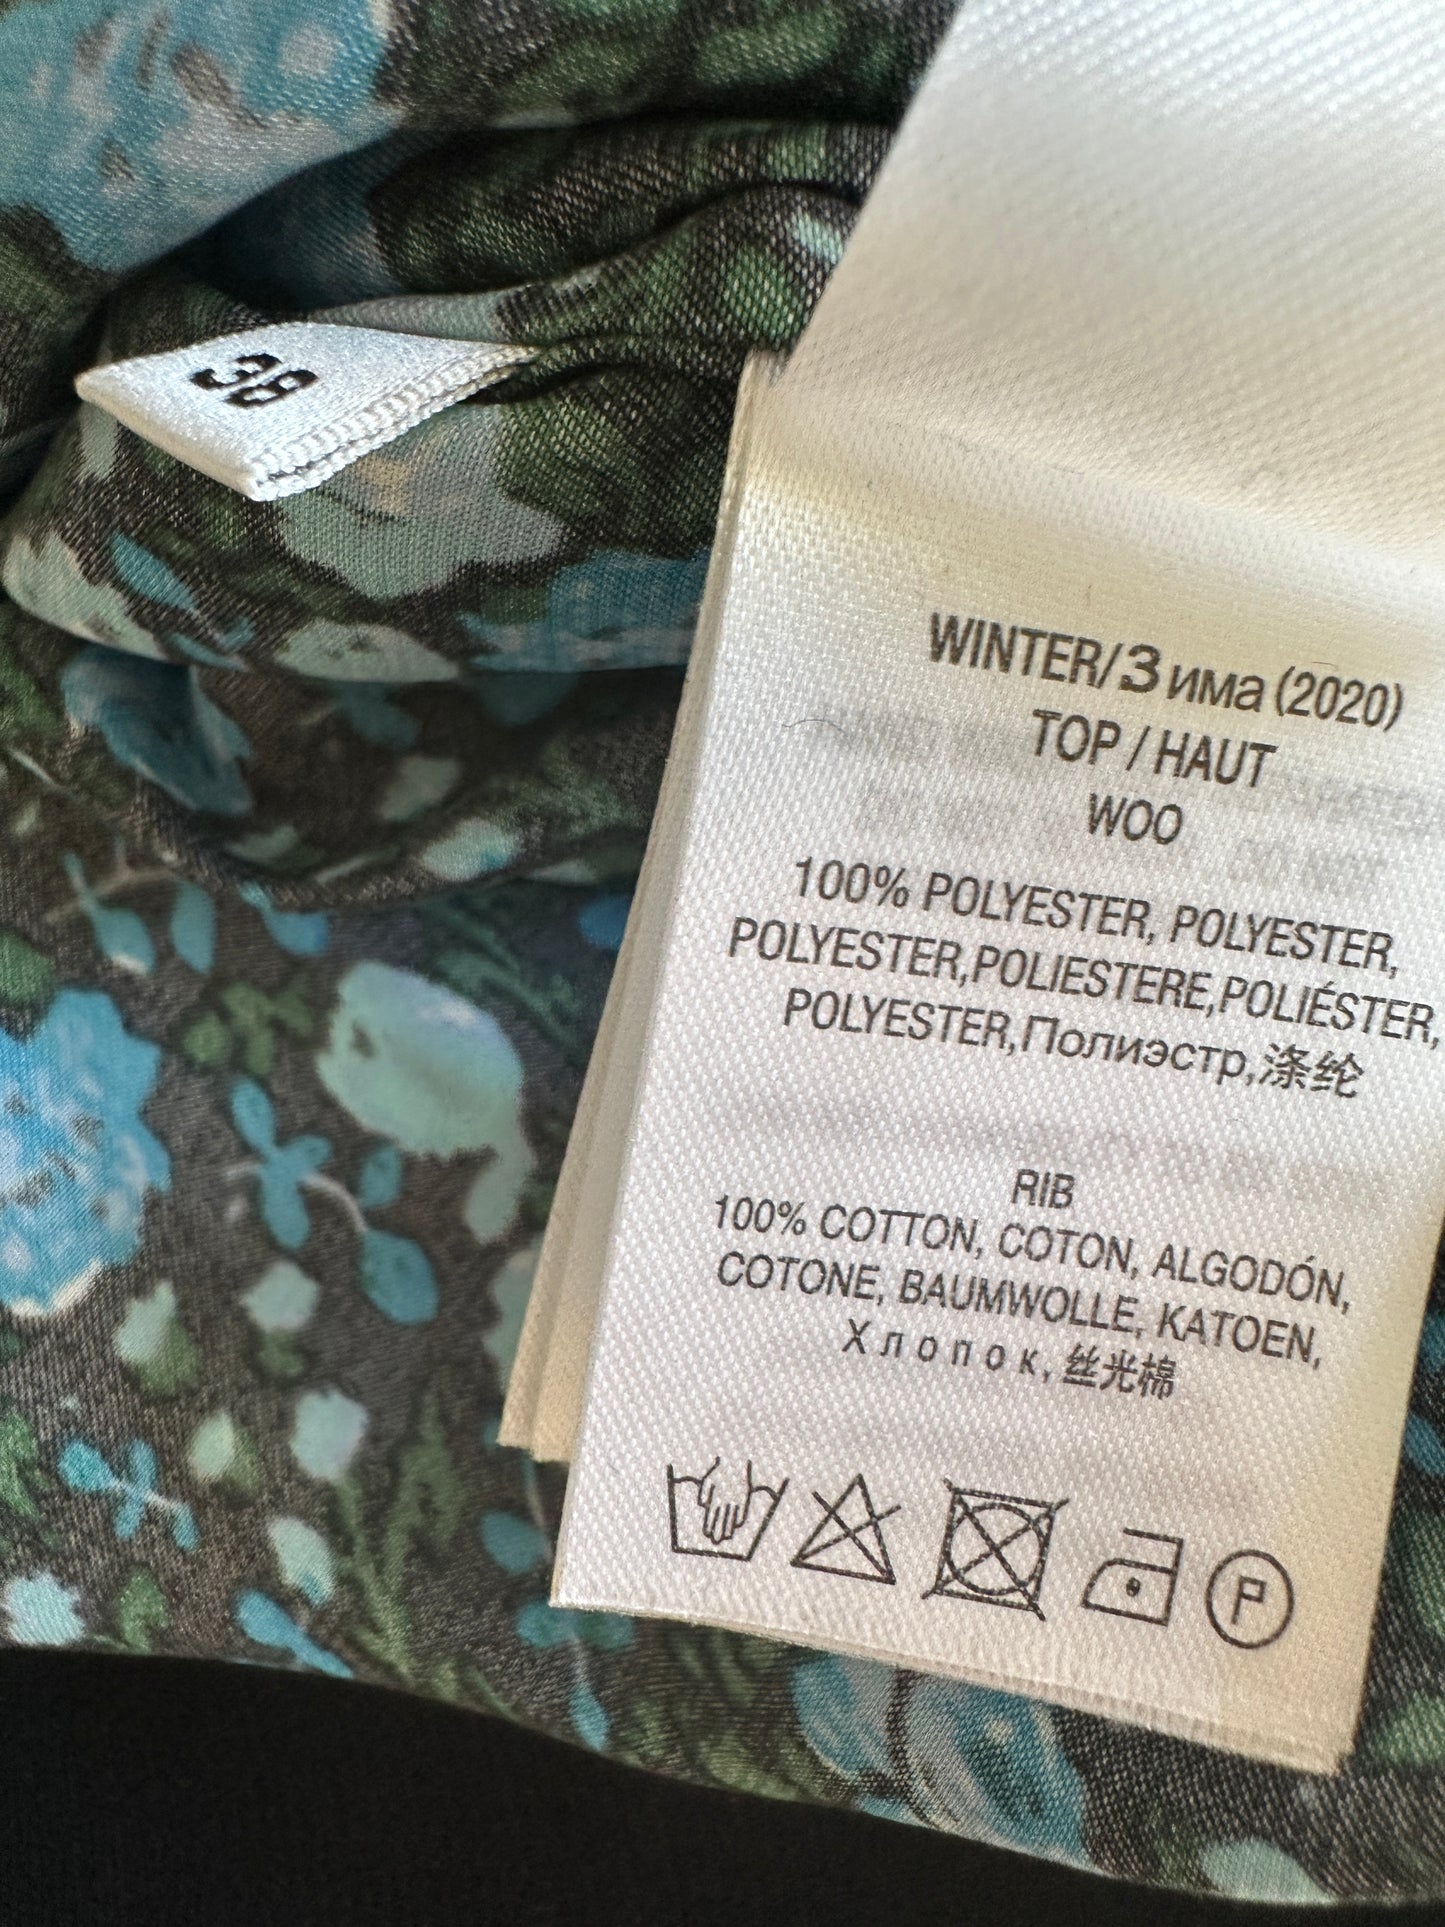 38
WINTER/Зима (2020)
TOP / HAUT
WOO
100% POLYESTER, POLYESTER,
POLYESTER,POLIESTERE,POLIÉSTER,
POLYESTER,Полиэстр,涤纶
RIB
100% COTTON, COTON, ALGODÓN,
COTONE, BAUMWOLLE, KATOEN,
Хлопок, 丝光棉
P